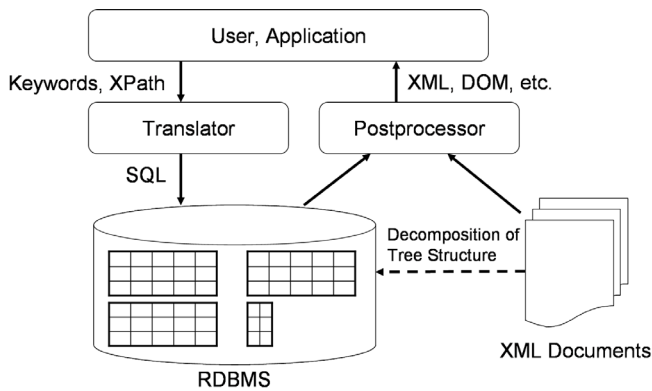 User, Application
Keywords, XPath
XML, DOM, etc.
Translator
Postprocessor
SQL
Decomposition of
Tree Structure
XML Documents
RDBMS